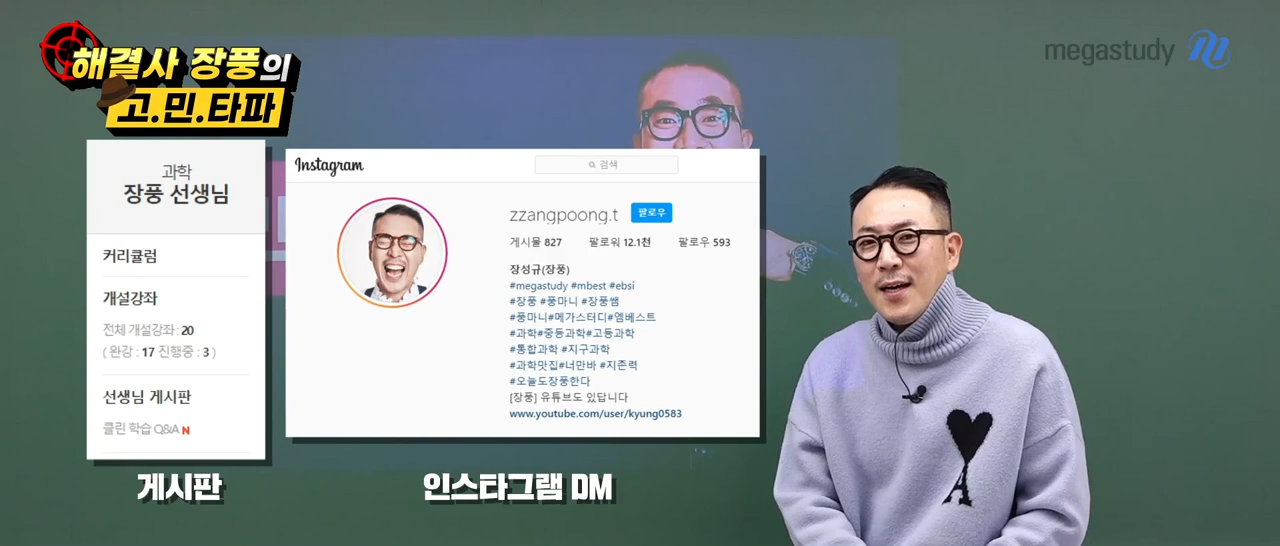 해결사 장풍의
고.민.타파
megastudy
과학
장풍 선생님
커리큘럼
개설강좌
전체 개설강좌 : 20
( 완강 : 17 진행중 : 3 )
선생님 게시판
클린 학습 Q&A N
게시판
Instagram
검색
zzangpoong.t 팔로우
게시물 827 팔로워 12.1천 팔로우 593
장성규(장풍)
#megastudy #mbest #ebsi
#장풍 #풍마니 #장풍쌤
#풍마니#메가스터디#엠베스트
#과학#중등과학#고등과학
#통합과학 #지구과학
#과학맛집#너만바 #지존력
#오늘도장풍한다
[장풍] 유튜브도 있답니다
www.youtube.com/user/kyung0583
인스타그램 DM
A